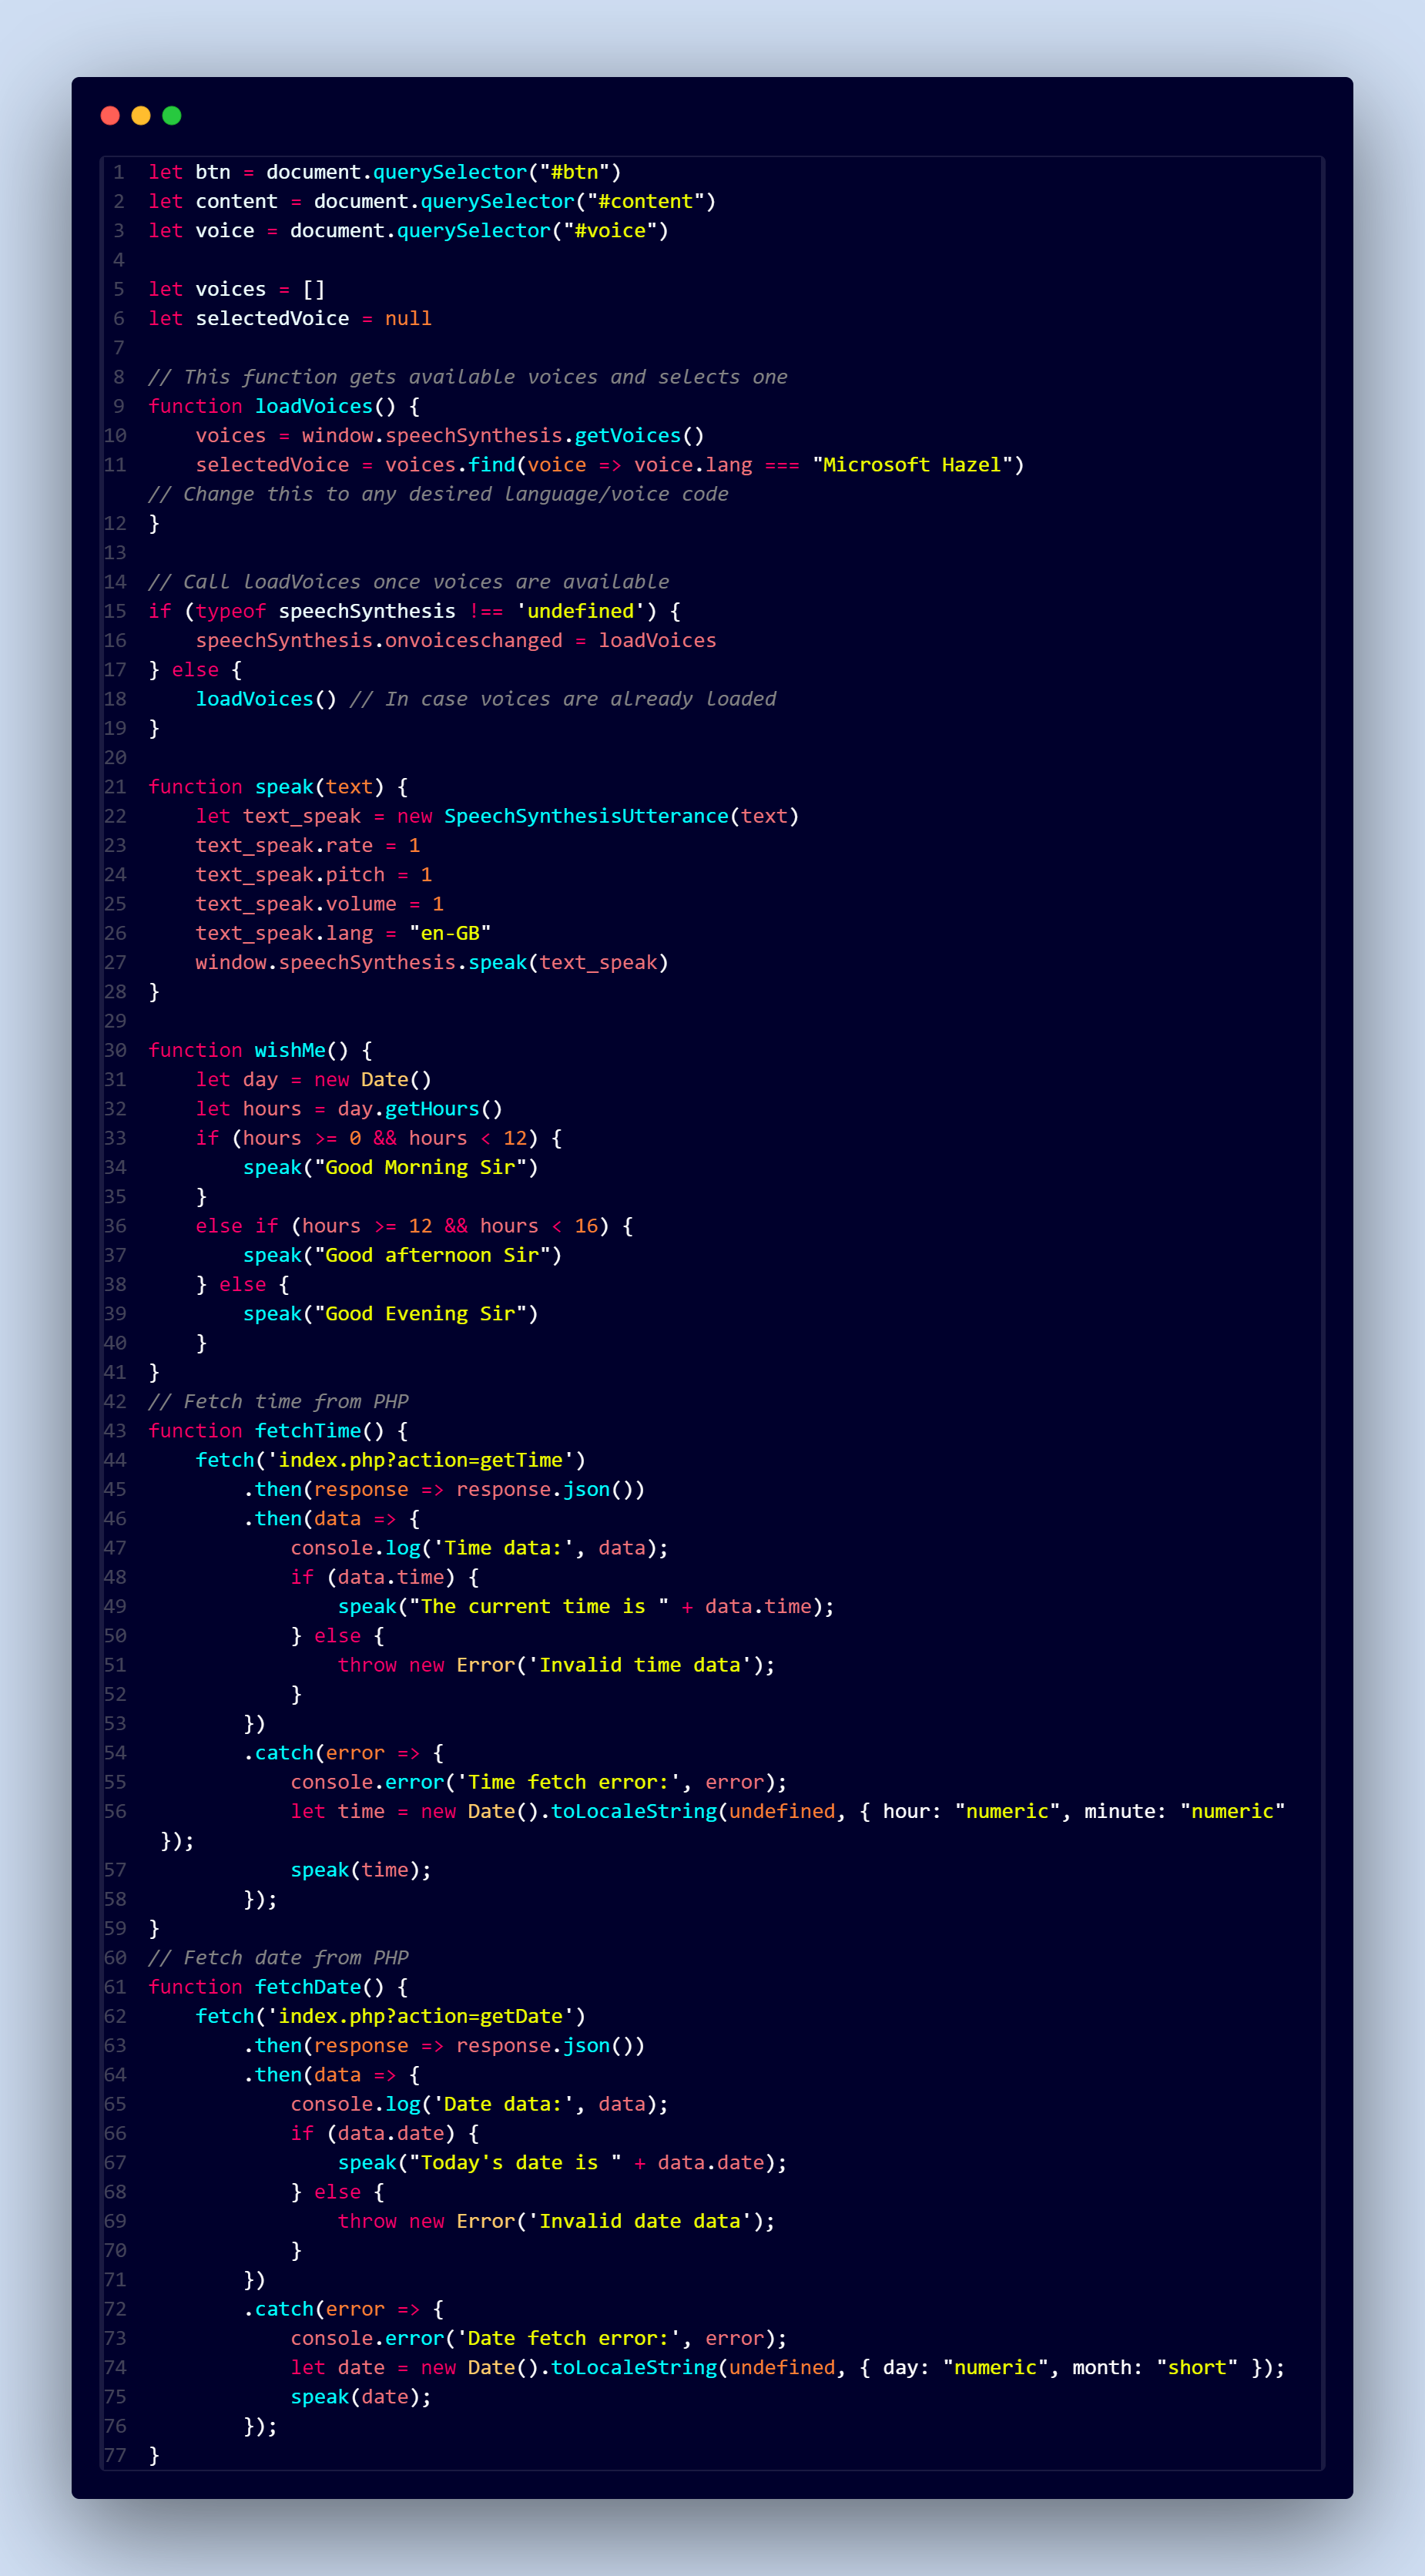 1 let btn = document.querySelector("#btn")
2 let content = document.querySelector("#content")
3 let voice = document.querySelector("#voice")
4
5 let voices = []
6 let selectedVoice = null
7
8 // This function gets available voices and selects one
9 function loadVoices() {
10     voices = window.speechSynthesis.getVoices()
11     selectedVoice = voices.find(voice => voice.lang === "Microsoft Hazel")
// Change this to any desired language/voice code
12 }
13
14 // Call loadVoices once voices are available
15 if (typeof speechSynthesis !== 'undefined') {
16     speechSynthesis.onvoiceschanged = loadVoices
17 } else {
18     loadVoices() // In case voices are already loaded
19 }
20
21 function speak(text) {
22     let text_speak = new SpeechSynthesisUtterance(text)
23     text_speak.rate = 1
24     text_speak.pitch = 1
25     text_speak.volume = 1
26     text_speak.lang = "en-GB"
27     window.speechSynthesis.speak(text_speak)
28 }
29
30 function wishMe() {
31     let day = new Date()
32     let hours = day.getHours()
33     if (hours >= 0 && hours < 12) {
34         speak("Good Morning Sir")
35     }
36     else if (hours >= 12 && hours < 16) {
37         speak("Good afternoon Sir")
38     } else {
39         speak("Good Evening Sir")
40     }
41 }
42 // Fetch time from PHP
43 function fetchTime() {
44     fetch('index.php?action=getTime')
45         .then(response => response.json())
46         .then(data => {
47             console.log('Time data:', data);
48             if (data.time) {
49                 speak("The current time is " + data.time);
50             } else {
51                 throw new Error('Invalid time data');
52             }
53         })
54         .catch(error => {
55             console.error('Time fetch error:', error);
56             let time = new Date().toLocaleString(undefined, { hour: "numeric", minute: "numeric"
 });
57             speak(time);
58         });
59 }
60 // Fetch date from PHP
61 function fetchDate() {
62     fetch('index.php?action=getDate')
63         .then(response => response.json())
64         .then(data => {
65             console.log('Date data:', data);
66             if (data.date) {
67                 speak("Today's date is " + data.date);
68             } else {
69                 throw new Error('Invalid date data');
70             }
71         })
72         .catch(error => {
73             console.error('Date fetch error:', error);
74             let date = new Date().toLocaleString(undefined, { day: "numeric", month: "short" });
75             speak(date);
76         });
77 }